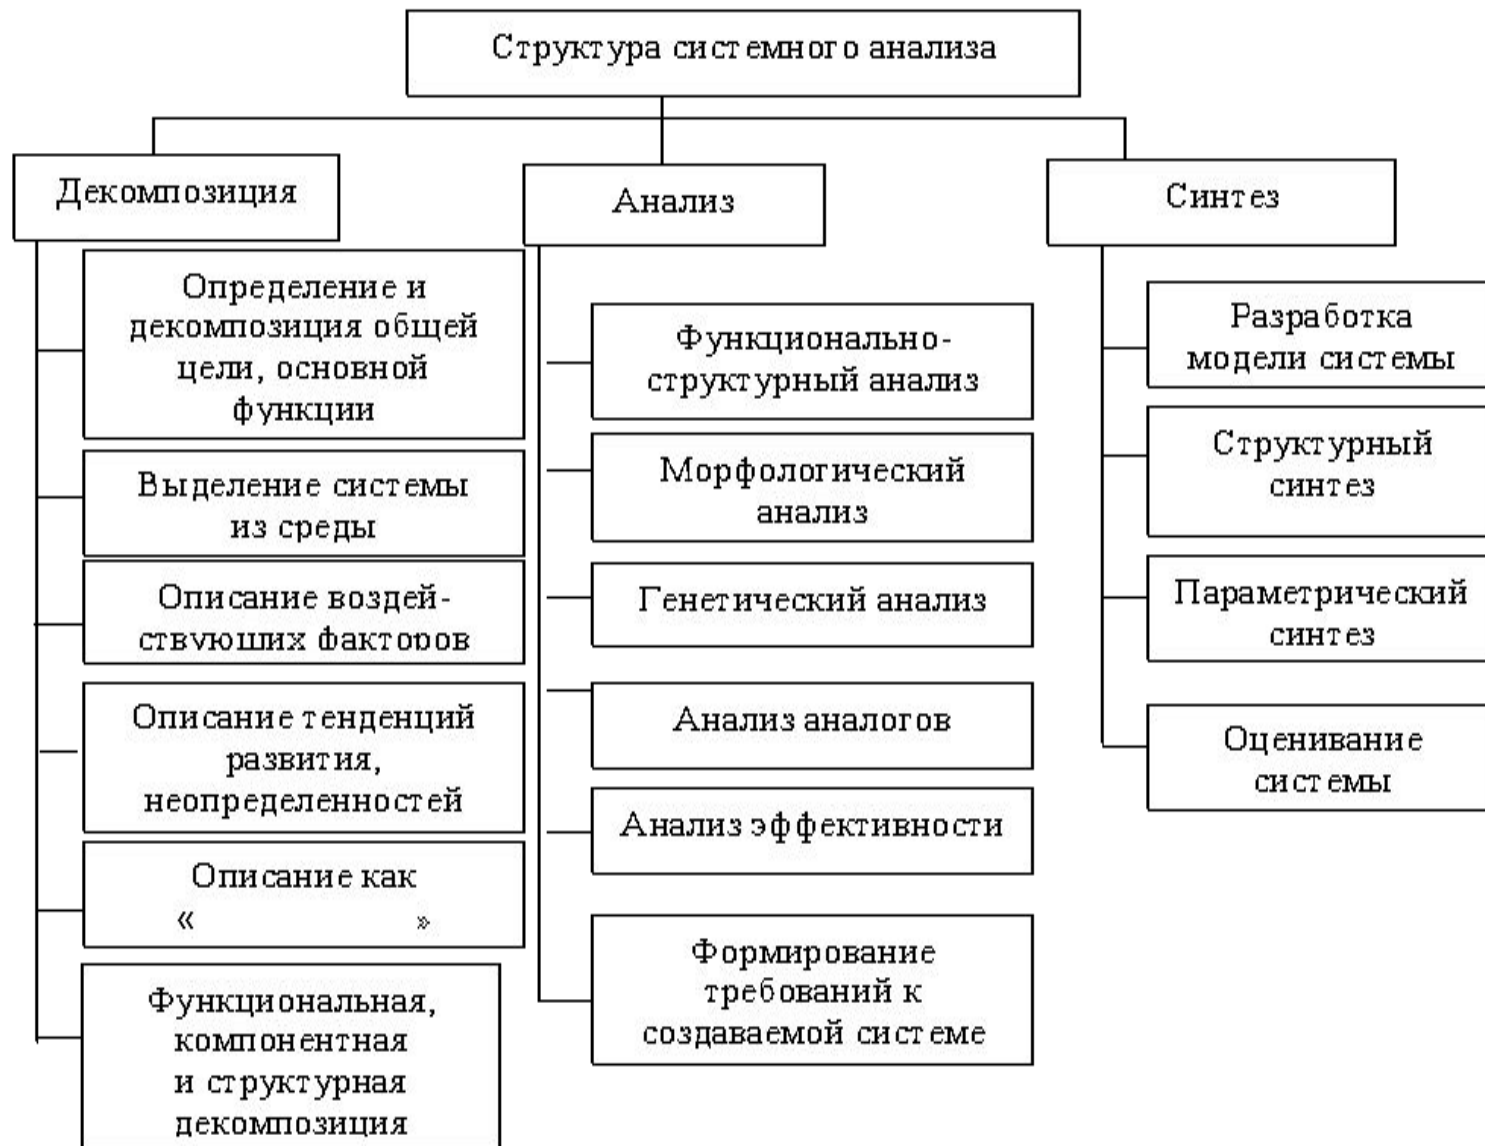 Структура системного анализа
Декомпозиция
Определение и
декомпозиция общей
цели, основной
функции
Выделение системы
из среды
Описание воздей-
ствующих факторов
Описание тенденций
развития,
неопределенностей
Описание как
« »
Функциональная,
компонентная
и структурная
декомпозиция
Анализ
Функционально-
структурный анализ
Морфологический
анализ
Генетический анализ
Анализ аналогов
Анализ эффективности
Формирование
требований к
создаваемой системе
Синтез
Разработка
модели системы
Структурный
синтез
Параметрический
синтез
Оценивание
системы